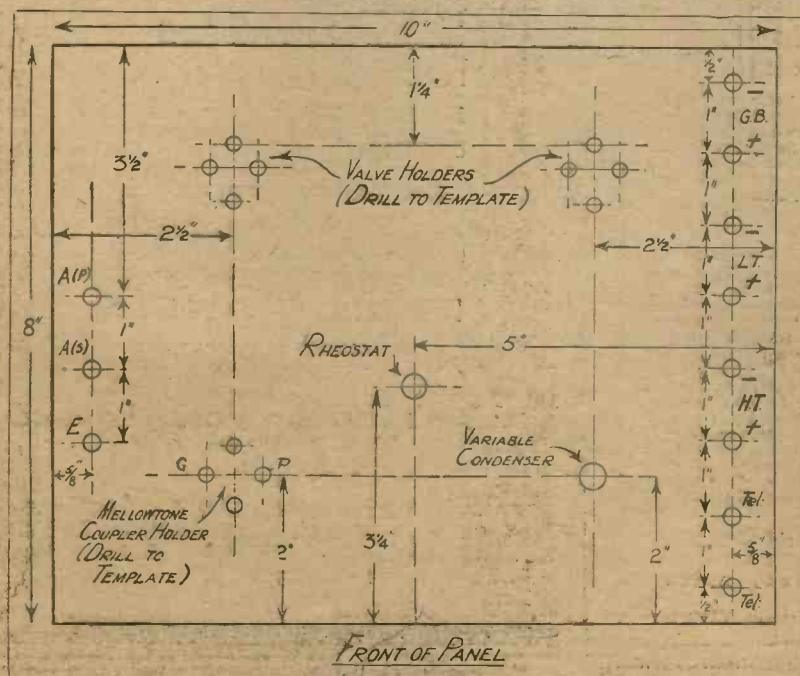 10"
1¼"
½"
G.B.
+
1"
3½"
VALVE HOLDERS
(DRILL TO TEMPLATE)
1"
2½"
2½"
A(P)
1"
L.T.
+
8"
1"
1"
A(S)
RHEOSTAT
5"
1"
H.T.
+
1"
E
VARIABLE
CONDENSER
G
P
1"
5/8"
MELLOWTONE
COUPLER HOLDER
(DRILL TO
TEMPLATE)
2"
3¼"
2"
Tel.
1"
5/8"
½"
Tel.
FRONT OF PANEL